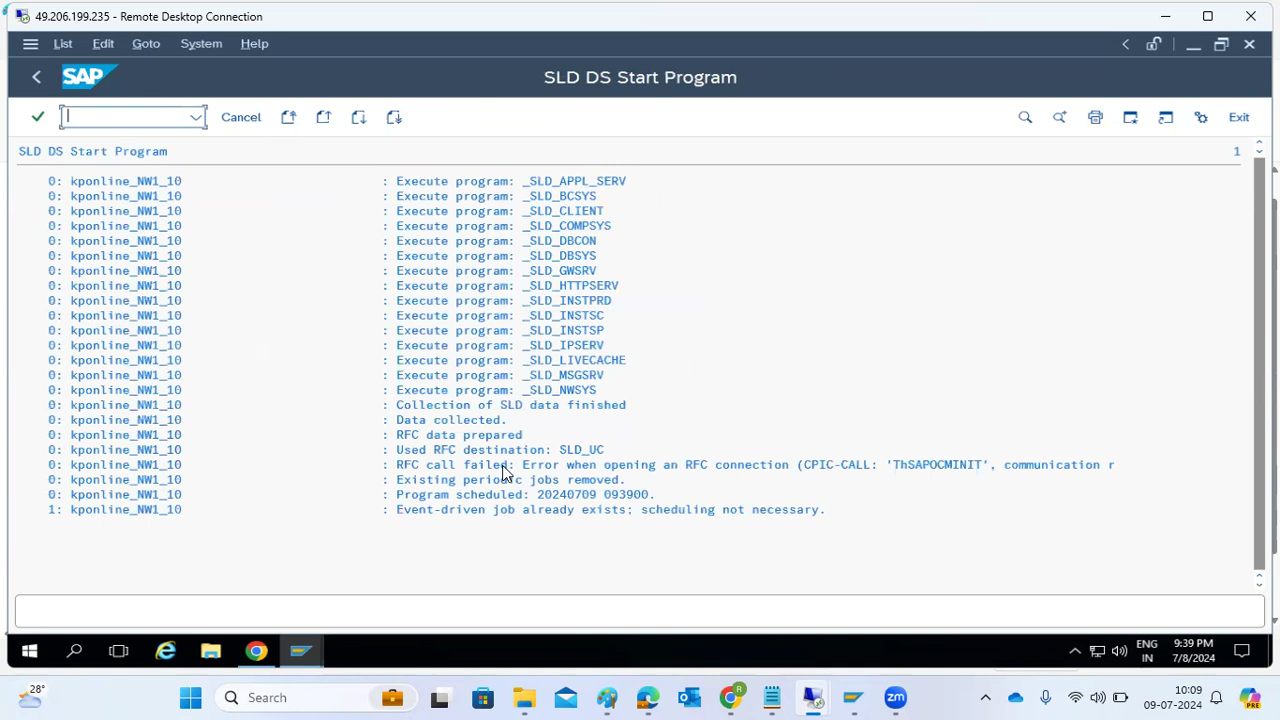 49.206.199.235 - Remote Desktop Connection
List Edit Goto System Help
SAP SLD DS Start Program
Cancel Exit
SLD DS Start Program 1
0: kponline_NW1_10 : Execute program: _SLD_APPL_SERV
0: kponline_NW1_10 : Execute program: _SLD_BCSYS
0: kponline_NW1_10 : Execute program: _SLD_CLIENT
0: kponline_NW1_10 : Execute program: _SLD_COMPSYS
0: kponline_NW1_10 : Execute program: _SLD_DBCON
0: kponline_NW1_10 : Execute program: _SLD_DBSYS
0: kponline_NW1_10 : Execute program: _SLD_GWSRV
0: kponline_NW1_10 : Execute program: _SLD_HTTPSERV
0: kponline_NW1_10 : Execute program: _SLD_INSTPRD
0: kponline_NW1_10 : Execute program: _SLD_INSTSC
0: kponline_NW1_10 : Execute program: _SLD_INSTSP
0: kponline_NW1_10 : Execute program: _SLD_IPSERV
0: kponline_NW1_10 : Execute program: _SLD_LIVECACHE
0: kponline_NW1_10 : Execute program: _SLD_MSGSRV
0: kponline_NW1_10 : Execute program: _SLD_NWSYS
0: kponline_NW1_10 : Collection of SLD data finished
0: kponline_NW1_10 : Data collected.
0: kponline_NW1_10 : RFC data prepared
0: kponline_NW1_10 : Used RFC destination: SLD_UC
0: kponline_NW1_10 : RFC call failed: Error when opening an RFC connection (CPIC-CALL: 'ThSAPOCMINIT', communication r
0: kponline_NW1_10 : Existing periodic jobs removed.
0: kponline_NW1_10 : Program scheduled: 20240709 093900.
1: kponline_NW1_10 : Event-driven job already exists; scheduling not necessary.
ENG
IN
9:39 PM
7/8/2024
28°
Search
zm
10:09
09-07-2024
PRE